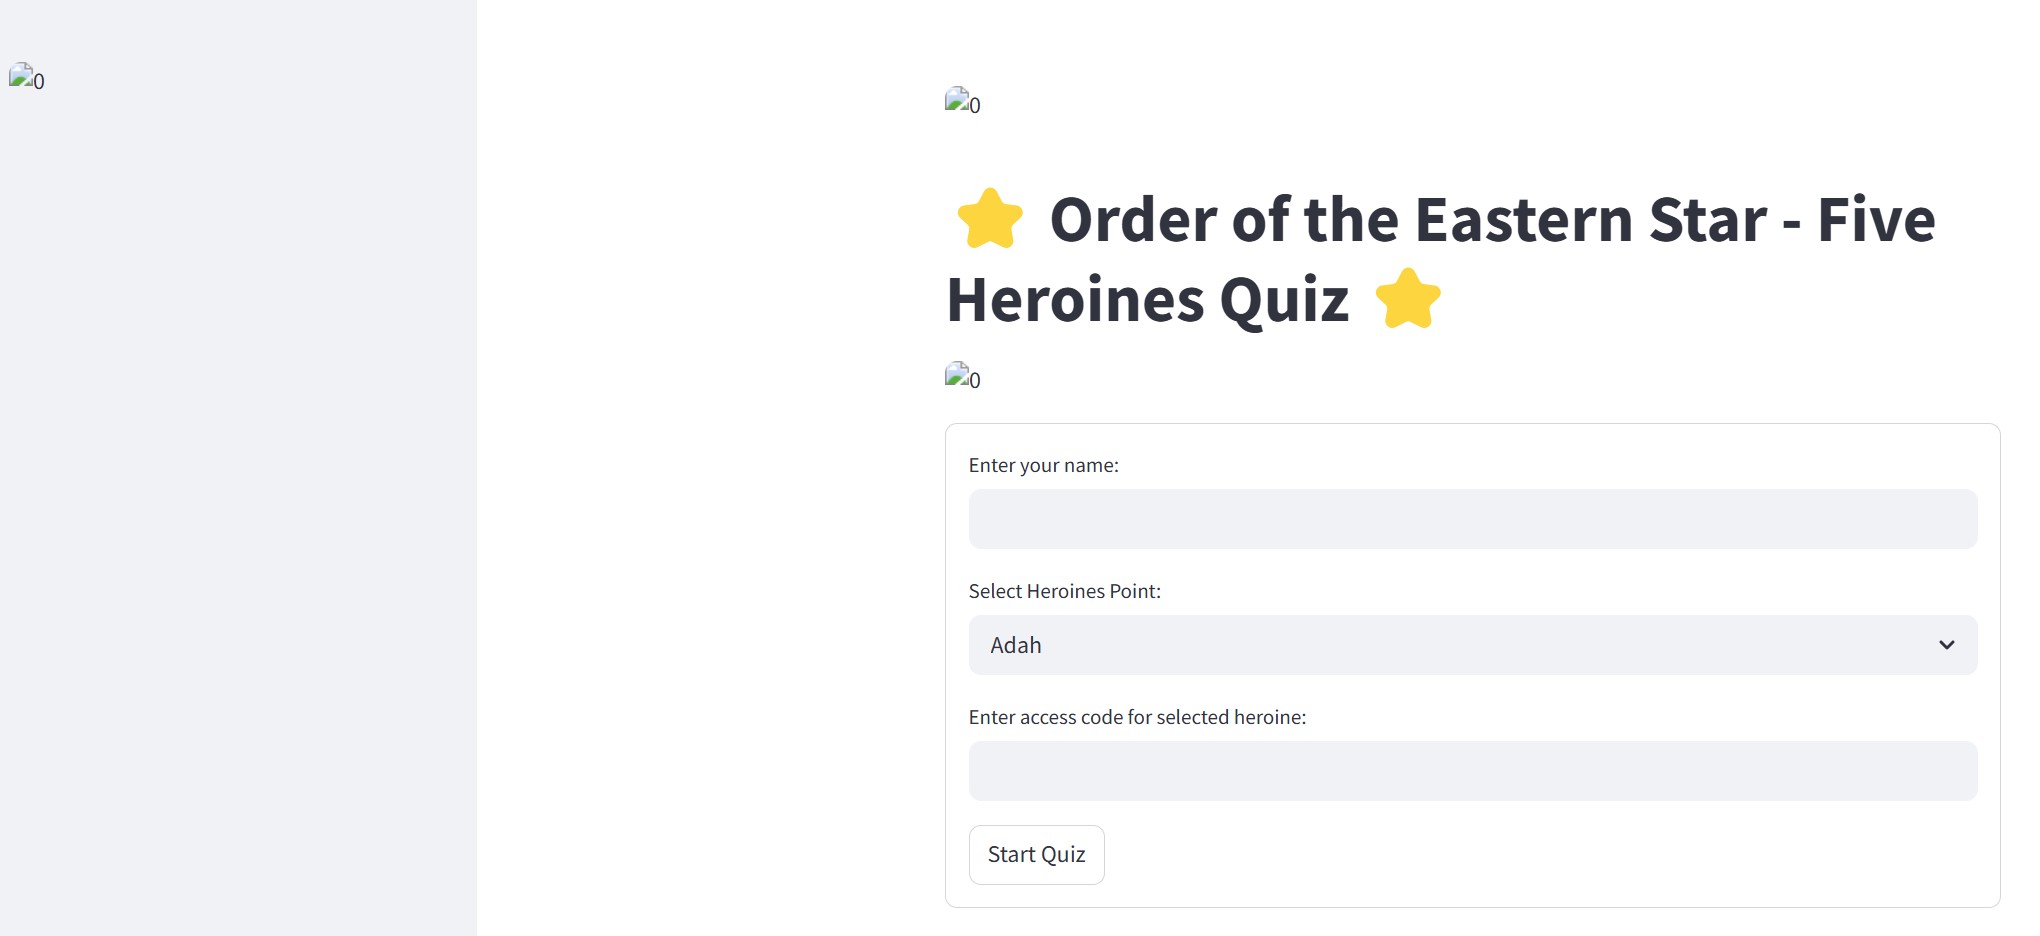 0
0
⭐ Order of the Eastern Star - Five
Heroines Quiz ⭐
0
Enter your name:
Select Heroines Point:
Adah
Enter access code for selected heroine:
Start Quiz